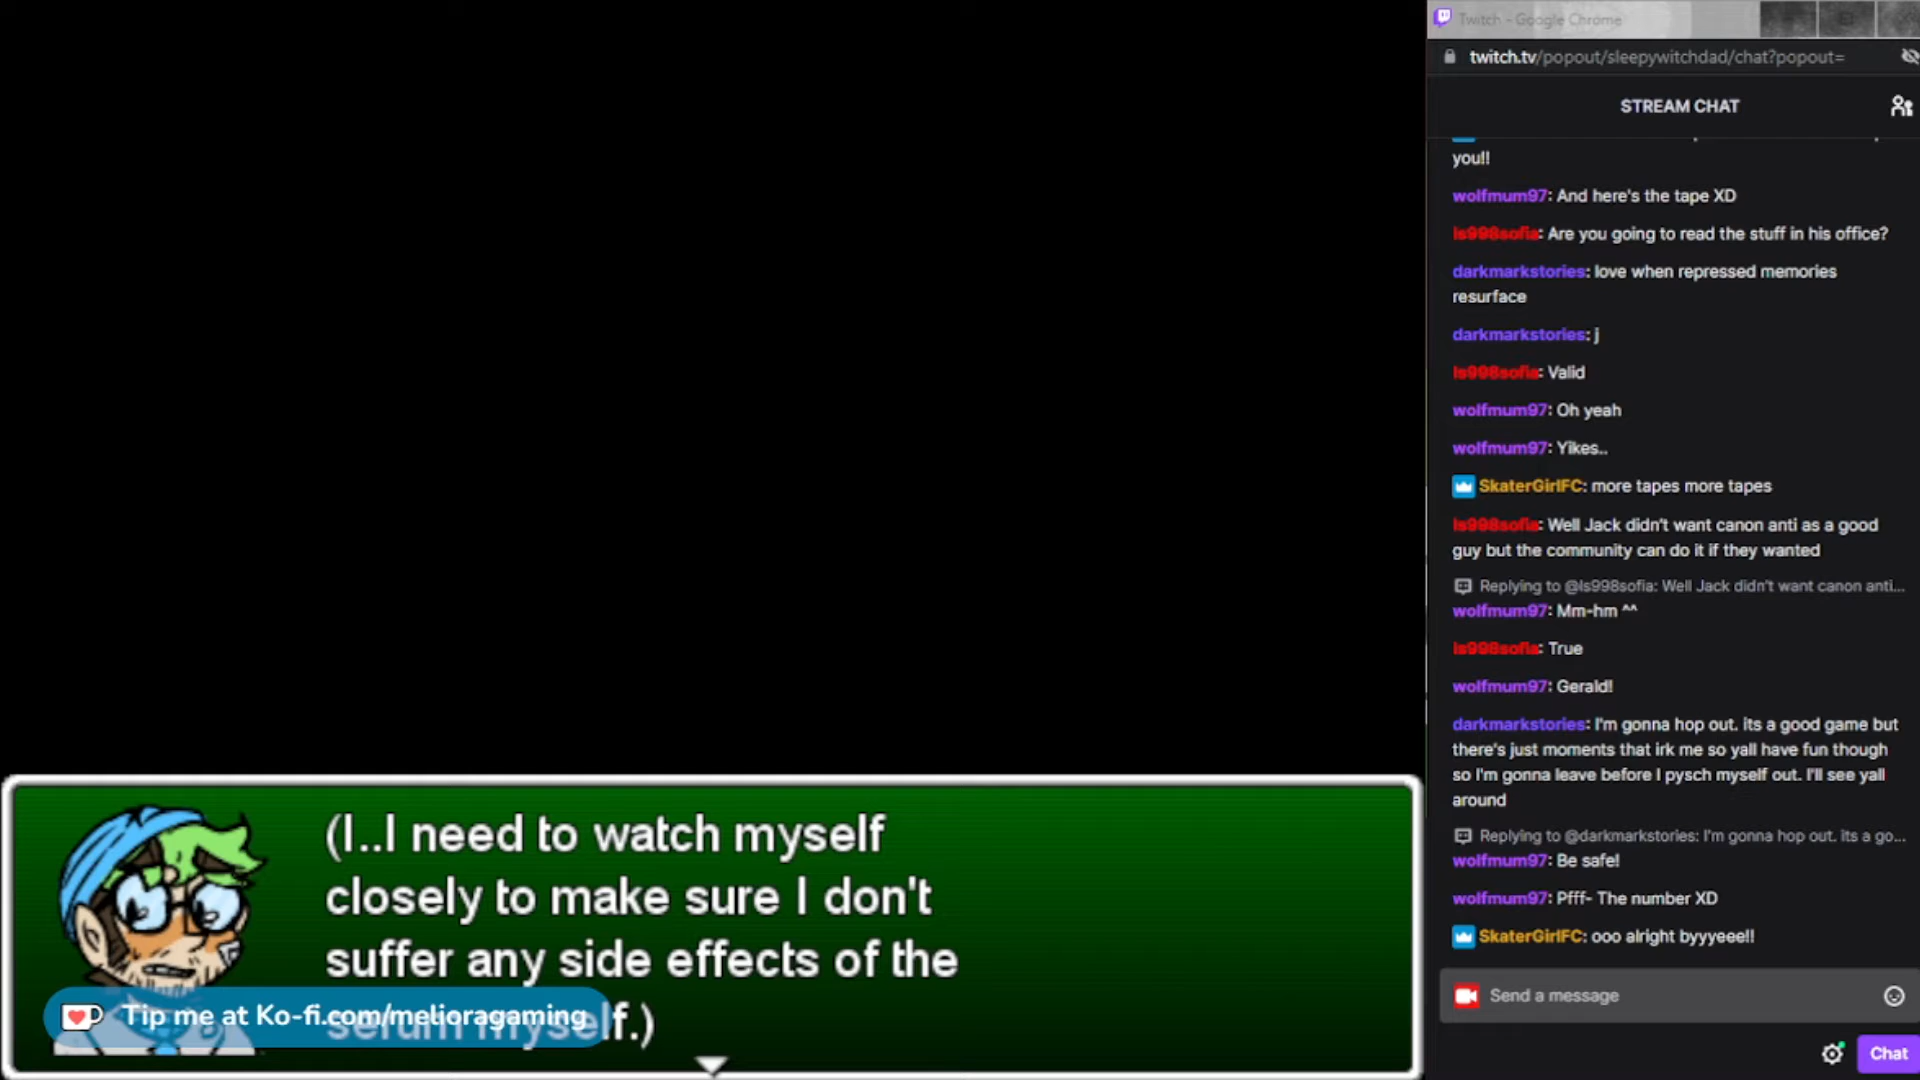 Twitch - Google Chrome
twitch.tv/popout/sleepywitchdad/chat?popout=
STREAM CHAT
you!!
wolfmum97: And here's the tape XD
ls998sofia: Are you going to read the stuff in his office?
darkmarkstories: love when repressed memories
resurface
darkmarkstories: j
ls998sofia: Valid
wolfmum97: Oh yeah
wolfmum97: Yikes..
SkaterGirlFC: more tapes more tapes
ls998sofia: Well Jack didn't want canon anti as a good
guy but the community can do it if they wanted
Replying to @ls998sofia: Well Jack didn't want canon anti...
wolfmum97: Mm-hm ^^
ls998sofia: True
wolfmum97: Gerald!
darkmarkstories: I'm gonna hop out. its a good game but
there's just moments that irk me so yall have fun though
so I'm gonna leave before I pysch myself out. I'll see yall
around
Replying to @darkmarkstories: I'm gonna hop out. its a go...
wolfmum97: Be safe!
wolfmum97: Pfff- The number XD
SkaterGirlFC: ooo alright byyyeee!!
Send a message
Chat
(I..I need to watch myself
closely to make sure I don't
suffer any side effects of the
serum myself.)
Tip me at Ko-fi.com/melioragaming